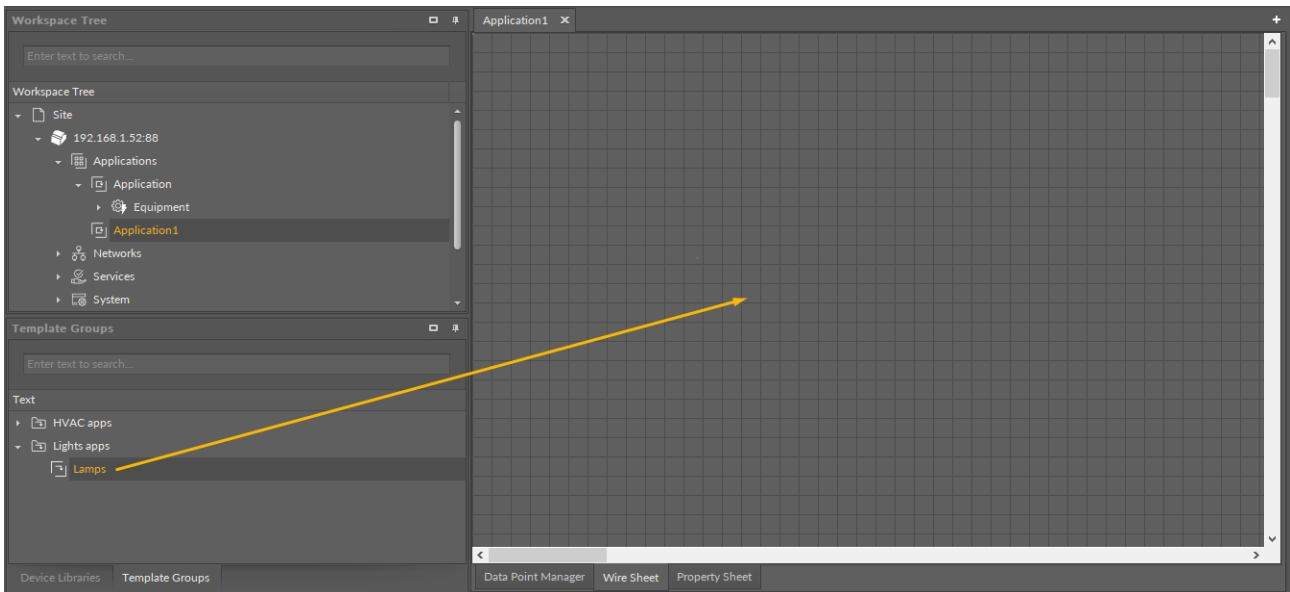 Workspace Tree
Enter text to search...
Workspace Tree
Site
192.168.1.52:88
Applications
Application
Equipment
Application1
Networks
Services
System
Template Groups
Enter text to search...
Text
HVAC apps
Lights apps
Lamps
Device Libraries Template Groups
Application1
Data Point Manager Wire Sheet Property Sheet